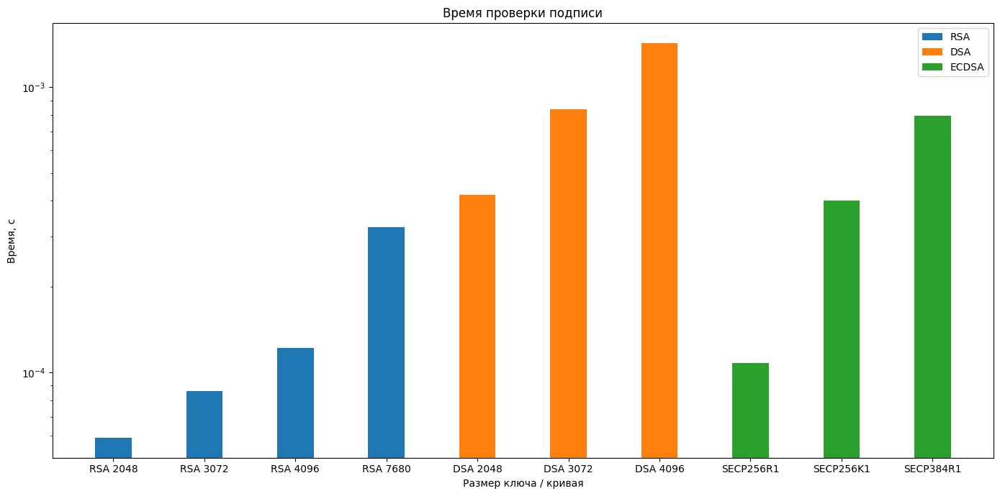 Время проверки подписи
RSA
DSA
ECDSA
10⁻³
10⁻⁴
Время, с
RSA 2048
RSA 3072
RSA 4096
RSA 7680
DSA 2048
DSA 3072
DSA 4096
SECP256R1
SECP256K1
SECP384R1
Размер ключа / кривая